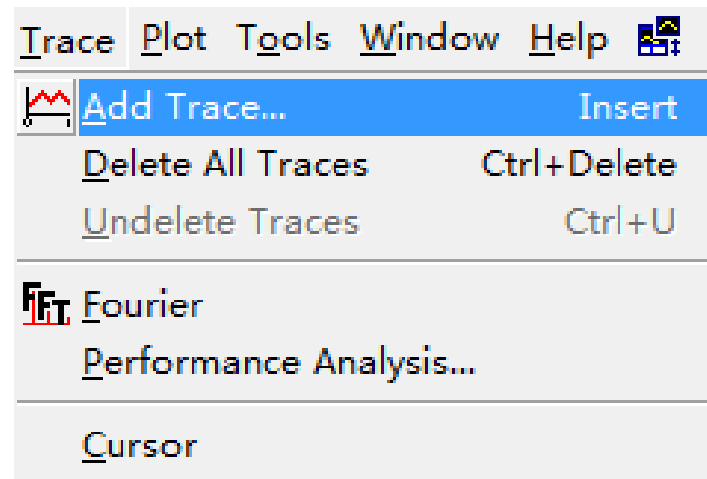 Trace Plot Tools Window Help
Add Trace... Insert
Delete All Traces Ctrl+Delete
Undelete Traces Ctrl+U
FFT Fourier
Performance Analysis...
Cursor